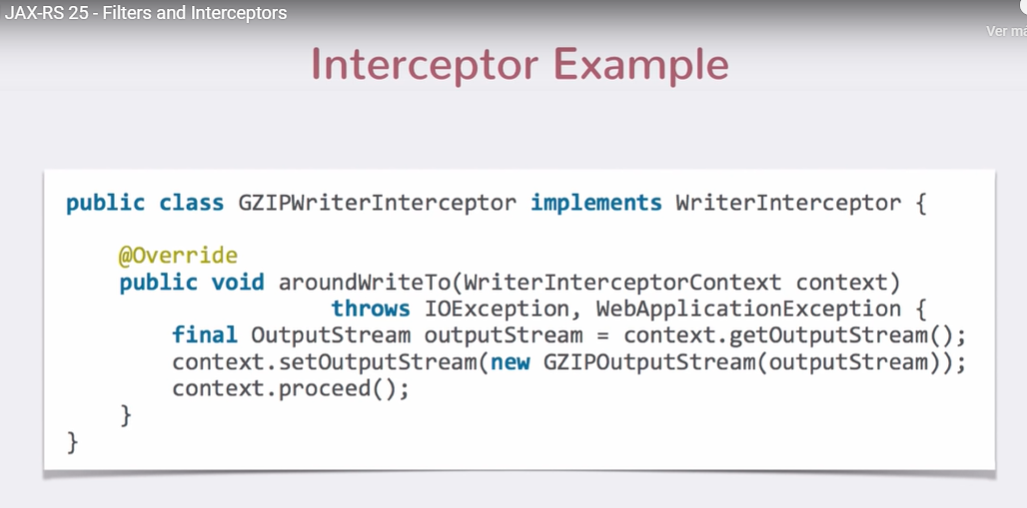 JAX-RS 25 - Filters and Interceptors
Interceptor Example
public class GZIPWriterInterceptor implements WriterInterceptor {
@Override
public void aroundWriteTo(WriterInterceptorContext context)
throws IOException, WebApplicationException {
final OutputStream outputStream = context.getOutputStream();
context.setOutputStream(new GZIPOutputStream(outputStream));
context.proceed();
}
}